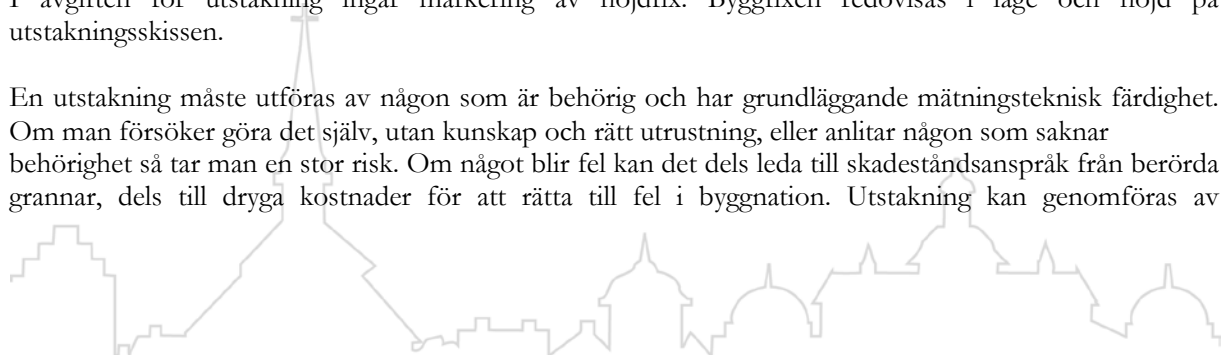 I avgiften för utstakning ingår markering av höjdfix. Byggfixen redovisas i läge och höjd på
utstakningsskissen.
En utstakning måste utföras av någon som är behörig och har grundläggande mätningsteknisk färdighet.
Om man försöker göra det själv, utan kunskap och rätt utrustning, eller anlitar någon som saknar
behörighet så tar man en stor risk. Om något blir fel kan det dels leda till skadeståndsanspråk från berörda
grannar, dels till dryga kostnader för att rätta till fel i byggnation. Utstakning kan genomföras av